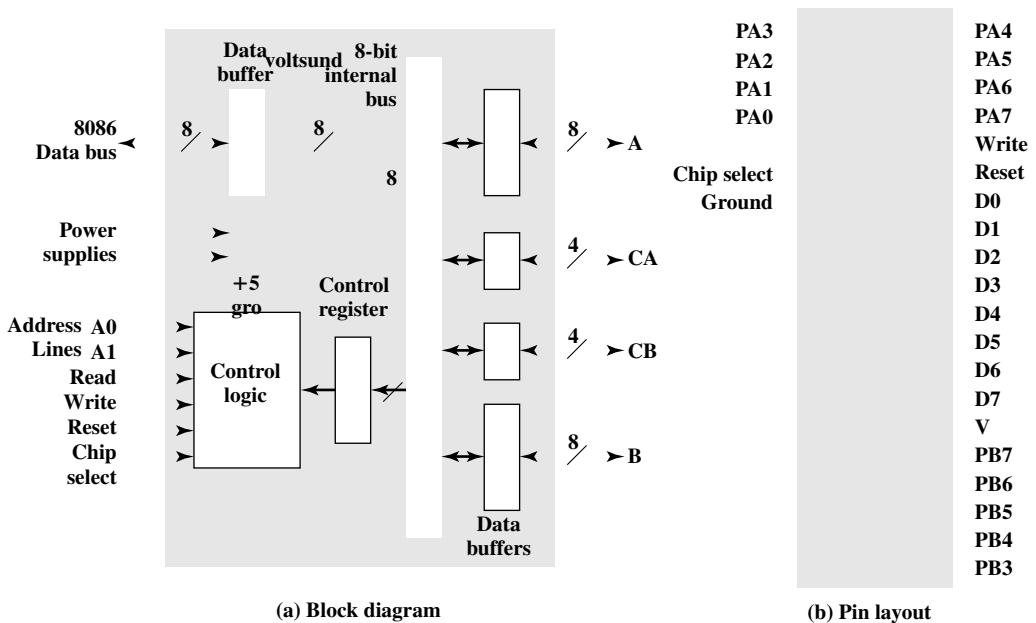 Data
buffer
voltsund
8-bit
internal
bus
8086
Data bus
8
8
8
8
A
Power
supplies
4
CA
+5
gro
Control
register
Address A0
Lines A1
Read
Write
Reset
Chip
select
Control
logic
4
CB
8
B
Data
buffers
(a) Block diagram
PA3
PA2
PA1
PA0
Chip select
Ground
PA4
PA5
PA6
PA7
Write
Reset
D0
D1
D2
D3
D4
D5
D6
D7
V
PB7
PB6
PB5
PB4
PB3
(b) Pin layout